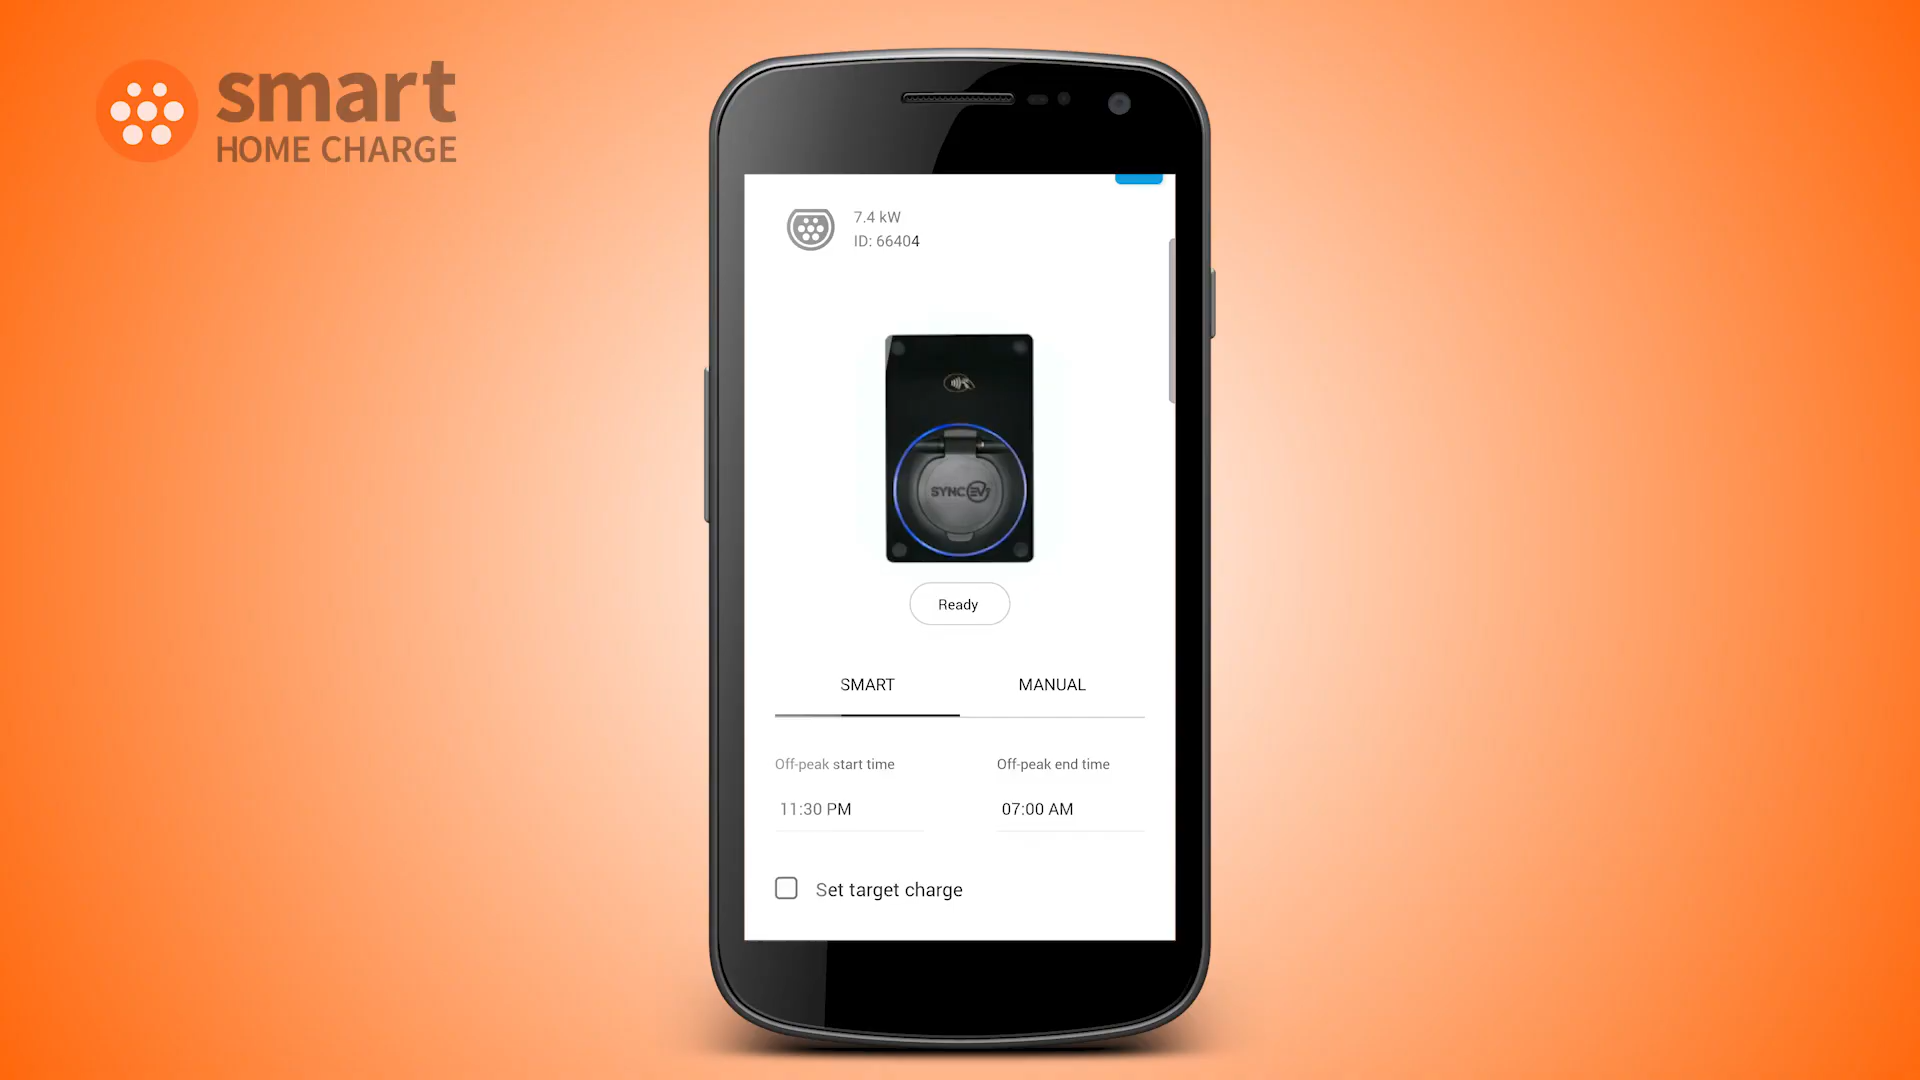 smart
HOME CHARGE
7.4 kW
ID: 66404
SYNC EV
Ready
SMART
MANUAL
Off-peak start time
Off-peak end time
11:30 PM
07:00 AM
Set target charge